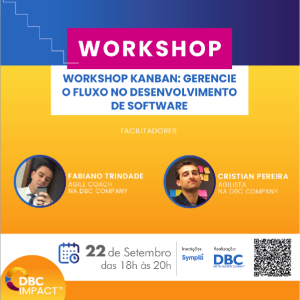 WORKSHOP
WORKSHOP KANBAN: GERENCIE
O FLUXO NO DESENVOLVIMENTO
DE SOFTWARE
FACILITADORES:
FABIANO TRINDADE
AGILE COACH
NA DBC COMPANY
CRISTIAN PEREIRA
AGILISTA
NA DBC COMPANY
22 de Setembro
das 18h às 20h
Inscrições:
Sympla
Realização:
DBC
DBC
IMPACT